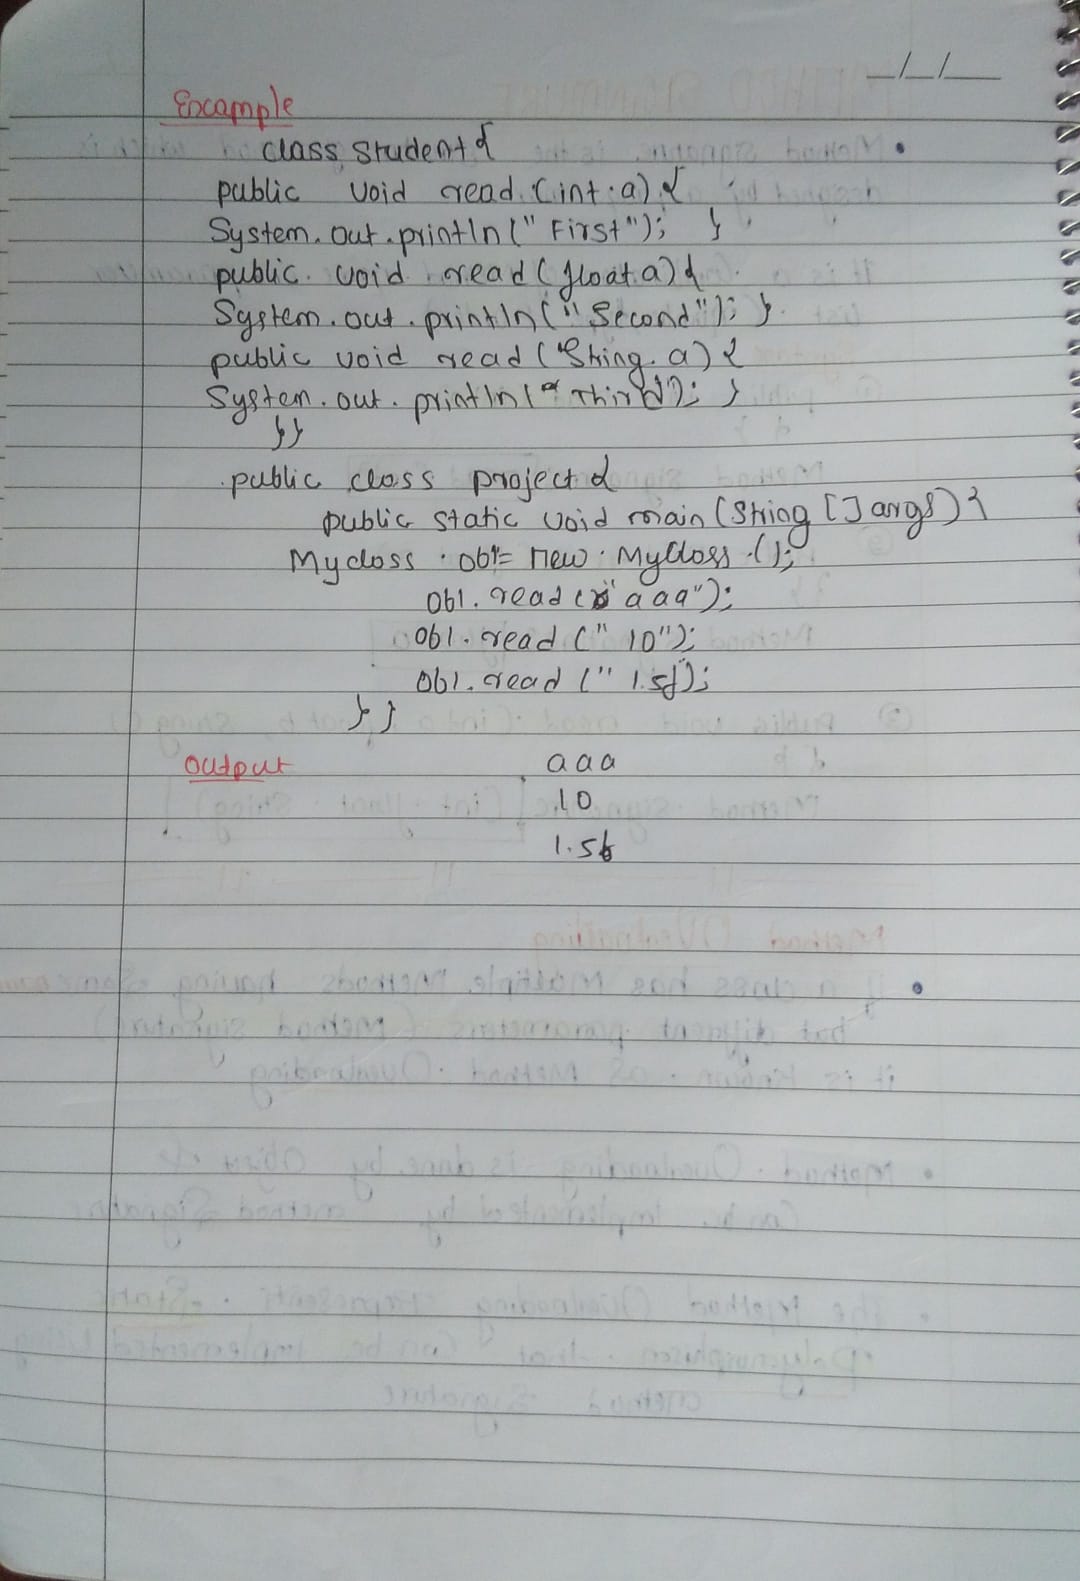 __/__/__
Example
class Student {
public void read (int a) {
System.out.println(" First"); }
public void read (float a) {
System.out.println("Second"); }
public void read (String a) {
System.out.println("Third"); }
}}
public class project {
public static void main (String [] args) {
Myclass ob1= new Myclass ();
ob1.read ("aaa");
ob1.read (" 10");
ob1.read (" 1.5f);
} }
Output
aaa
10
1.5f